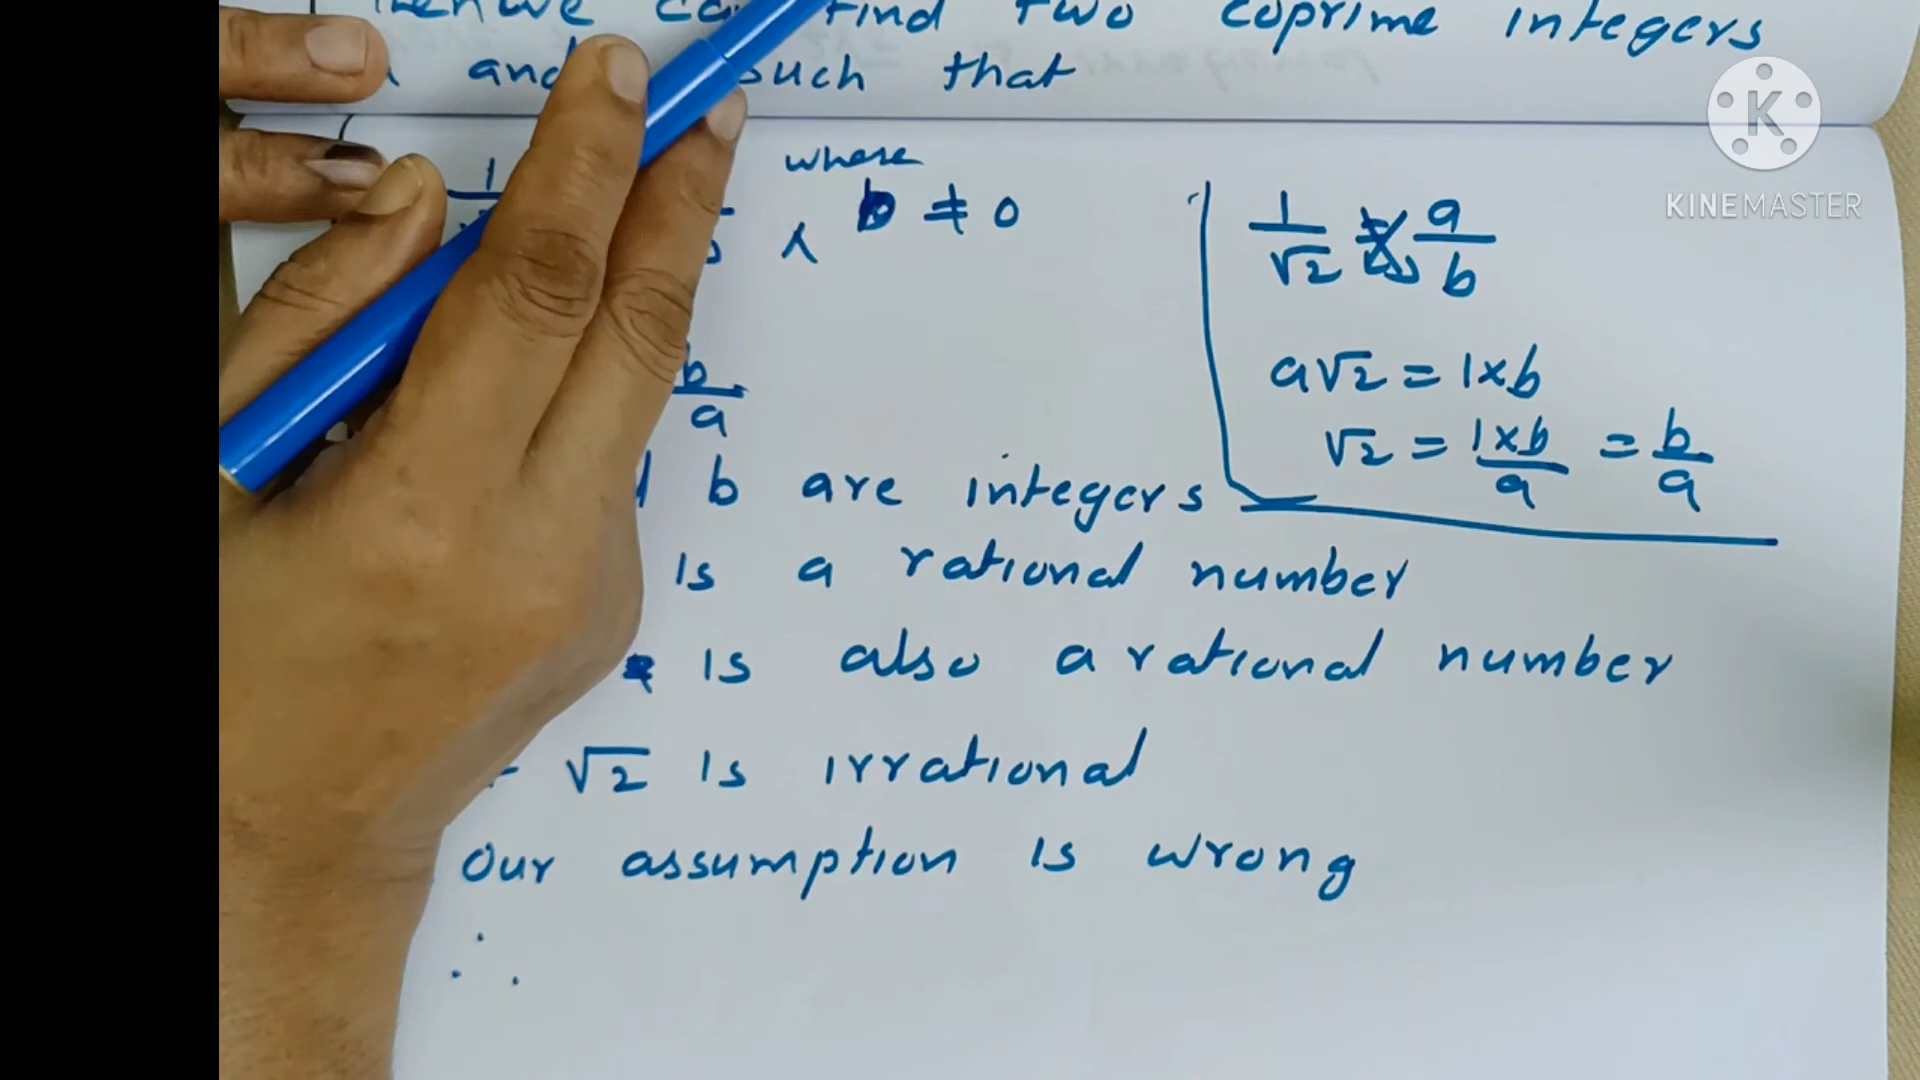 find two coprime integers
and such that
where
1 b ≠ 0
b
a
b are integers
is a rational number
is also a rational number
√2 is irrational
Our assumption is wrong
∴
1/√2 = a/b
a√2 = 1×b
√2 = 1×b/a = b/a
K
KINEMASTER